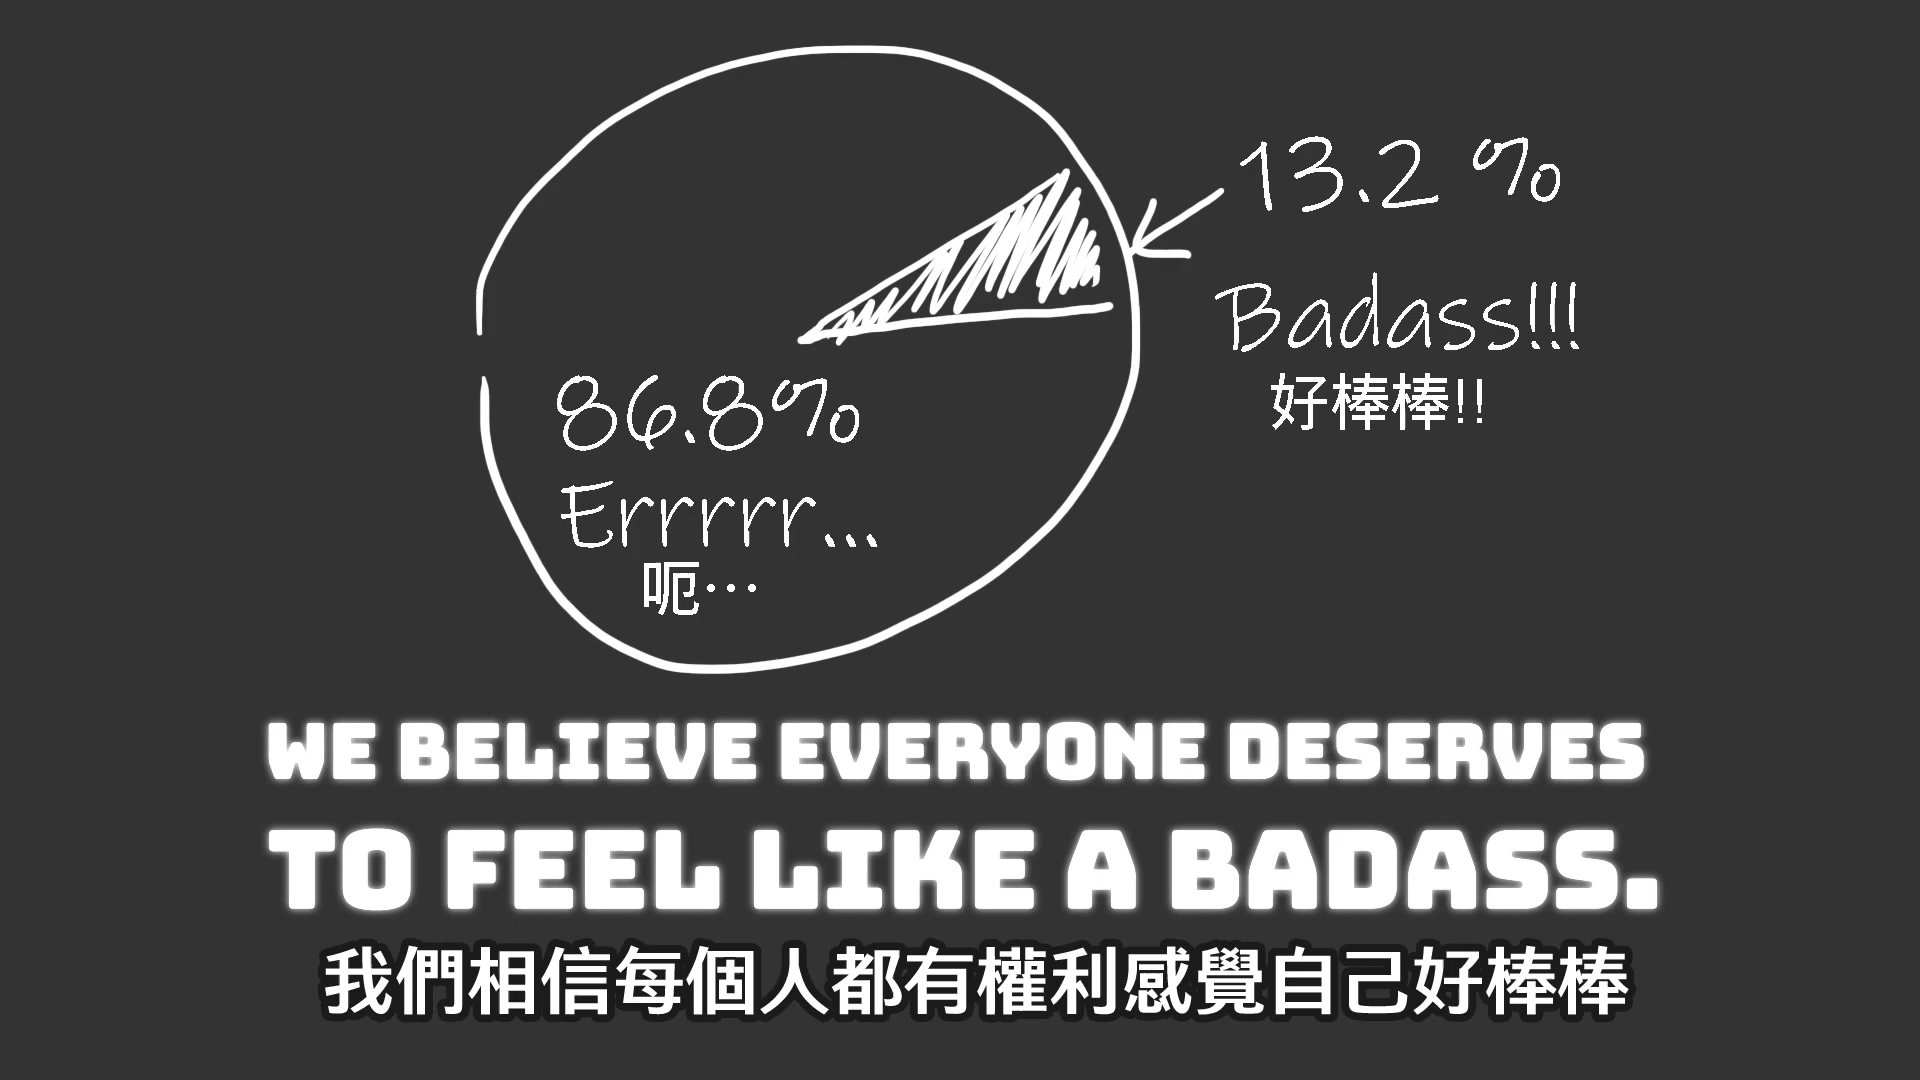 13.2 %
Badass!!!
好棒棒!!
86.8%
Errrrr...
呃…
WE BELIEVE EVERYONE DESERVES
TO FEEL LIKE A BADASS.
我們相信每個人都有權利感覺自己好棒棒